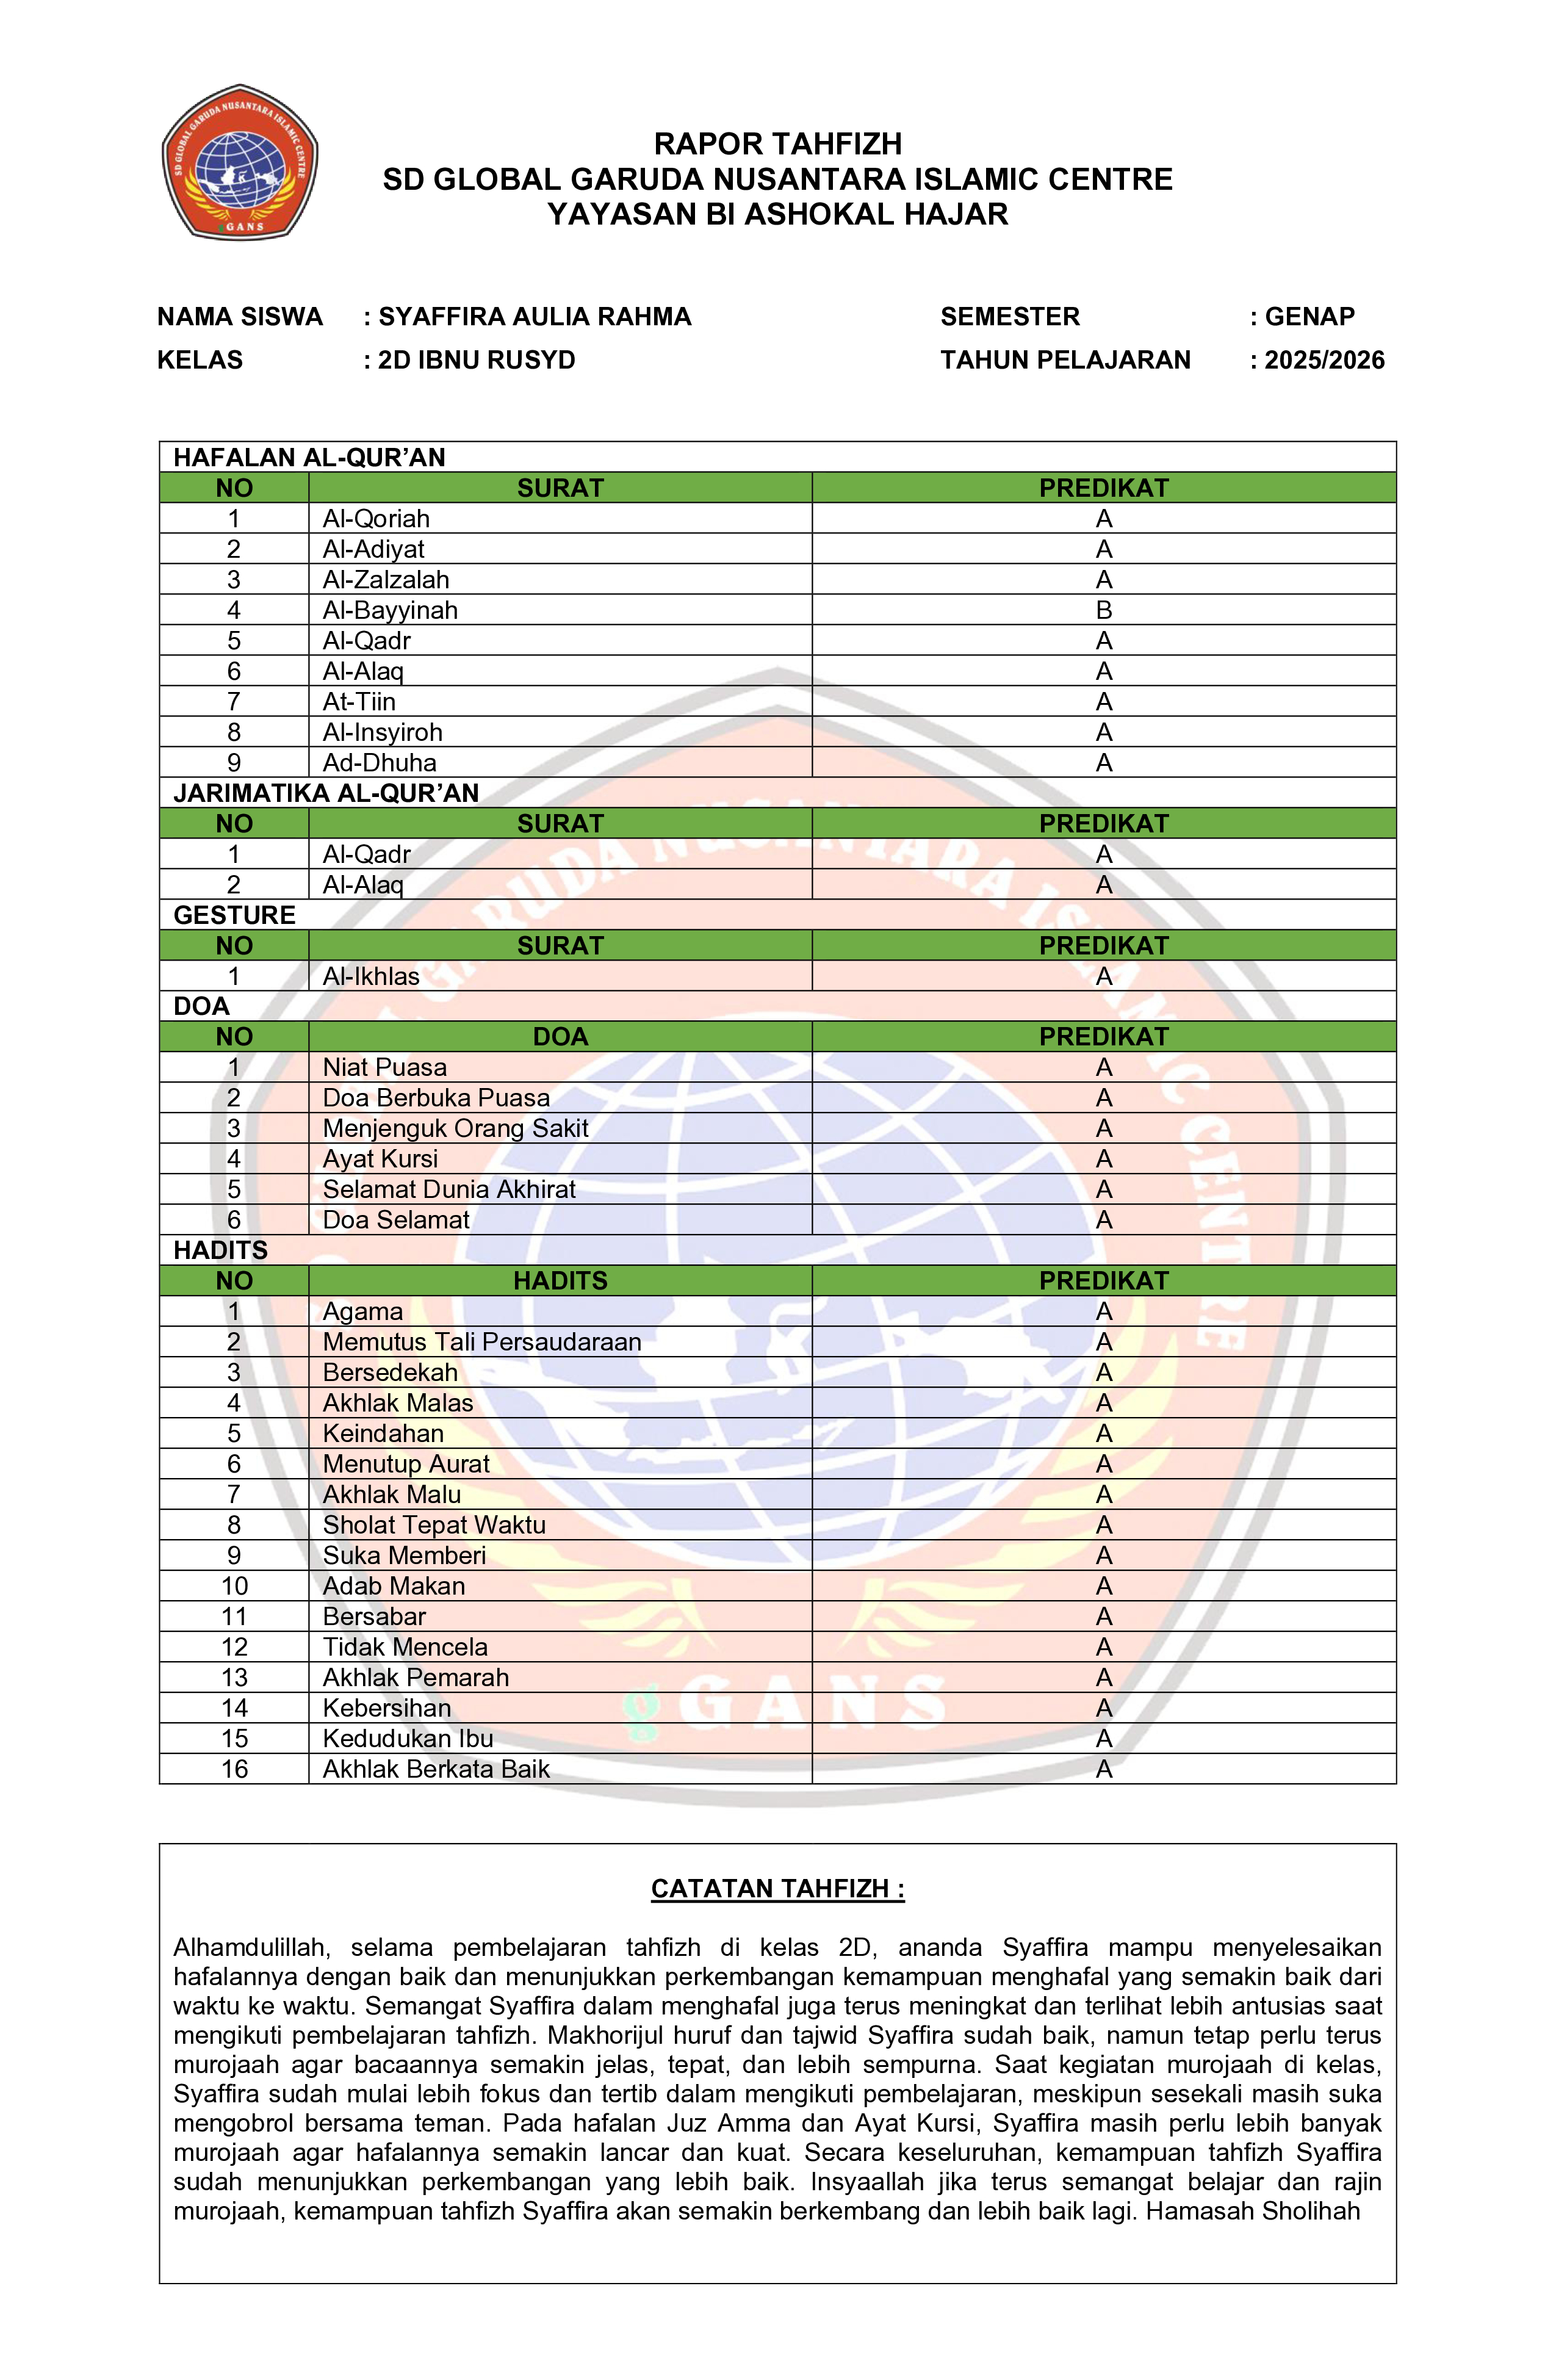 SD GLOBAL GARUDA NUSANTARA ISLAMIC CENTRE
gGANS
RAPOR TAHFIZH
SD GLOBAL GARUDA NUSANTARA ISLAMIC CENTRE
YAYASAN BI ASHOKAL HAJAR
NAMA SISWA : SYAFFIRA AULIA RAHMA SEMESTER : GENAP
KELAS : 2D IBNU RUSYD TAHUN PELAJARAN : 2025/2026
HAFALAN AL-QUR’AN
NO SURAT PREDIKAT
1 Al-Qoriah A
2 Al-Adiyat A
3 Al-Zalzalah A
4 Al-Bayyinah B
5 Al-Qadr A
6 Al-Alaq A
7 At-Tiin A
8 Al-Insyiroh A
9 Ad-Dhuha A
JARIMATIKA AL-QUR’AN
NO SURAT PREDIKAT
1 Al-Qadr A
2 Al-Alaq A
GESTURE
NO SURAT PREDIKAT
1 Al-Ikhlas A
DOA
NO DOA PREDIKAT
1 Niat Puasa A
2 Doa Berbuka Puasa A
3 Menjenguk Orang Sakit A
4 Ayat Kursi A
5 Selamat Dunia Akhirat A
6 Doa Selamat A
HADITS
NO HADITS PREDIKAT
1 Agama A
2 Memutus Tali Persaudaraan A
3 Bersedekah A
4 Akhlak Malas A
5 Keindahan A
6 Menutup Aurat A
7 Akhlak Malu A
8 Sholat Tepat Waktu A
9 Suka Memberi A
10 Adab Makan A
11 Bersabar A
12 Tidak Mencela A
13 Akhlak Pemarah A
14 Kebersihan A
15 Kedudukan Ibu A
16 Akhlak Berkata Baik A
SD GLOBAL GARUDA NUSANTARA ISLAMIC CENTRE
gGANS
CATATAN TAHFIZH :
Alhamdulillah, selama pembelajaran tahfizh di kelas 2D, ananda Syaffira mampu menyelesaikan
hafalannya dengan baik dan menunjukkan perkembangan kemampuan menghafal yang semakin baik dari
waktu ke waktu. Semangat Syaffira dalam menghafal juga terus meningkat dan terlihat lebih antusias saat
mengikuti pembelajaran tahfizh. Makhorijul huruf dan tajwid Syaffira sudah baik, namun tetap perlu terus
murojaah agar bacaannya semakin jelas, tepat, dan lebih sempurna. Saat kegiatan murojaah di kelas,
Syaffira sudah mulai lebih fokus dan tertib dalam mengikuti pembelajaran, meskipun sesekali masih suka
mengobrol bersama teman. Pada hafalan Juz Amma dan Ayat Kursi, Syaffira masih perlu lebih banyak
murojaah agar hafalannya semakin lancar dan kuat. Secara keseluruhan, kemampuan tahfizh Syaffira
sudah menunjukkan perkembangan yang lebih baik. Insyaallah jika terus semangat belajar dan rajin
murojaah, kemampuan tahfizh Syaffira akan semakin berkembang dan lebih baik lagi. Hamasah Sholihah